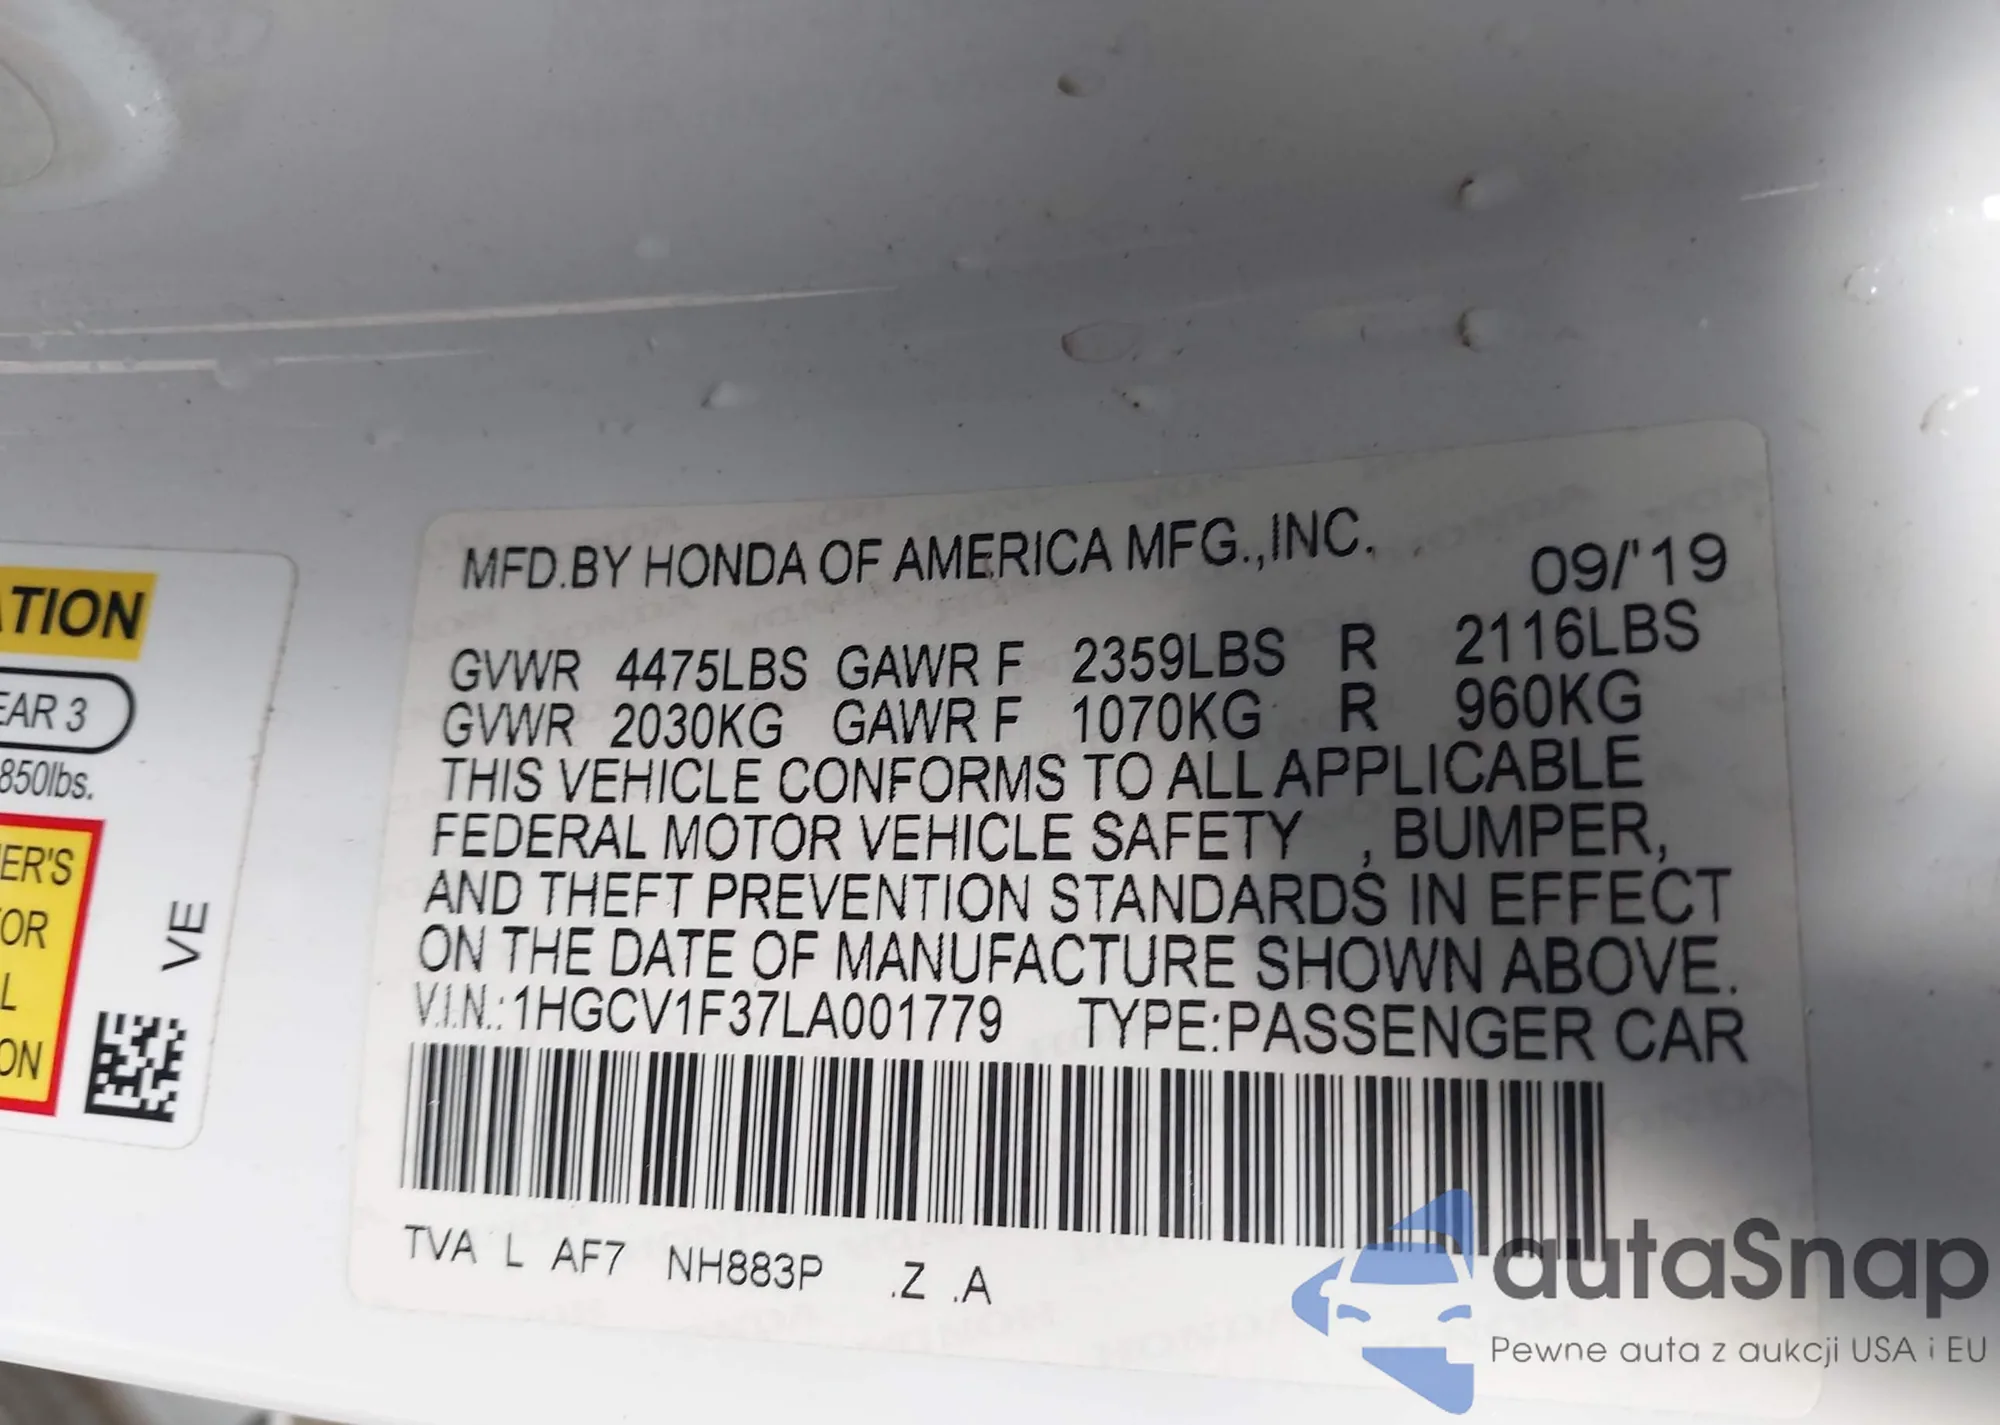 MFD.BY HONDA OF AMERICA MFG.,INC. 09/'19
GVWR 4475LBS GAWR F 2359LBS R 2116LBS
GVWR 2030KG GAWR F 1070KG R 960KG
THIS VEHICLE CONFORMS TO ALL APPLICABLE
FEDERAL MOTOR VEHICLE SAFETY , BUMPER,
AND THEFT PREVENTION STANDARDS IN EFFECT
ON THE DATE OF MANUFACTURE SHOWN ABOVE.
V.I.N.: 1HGCV1F37LA001779 TYPE:PASSENGER CAR
TVA L AF7 NH883P .Z .A
ATION
EAR 3
850lbs.
ER'S
OR
L
ON
VE
autaSnap
Pewne auta z aukcji USA i EU